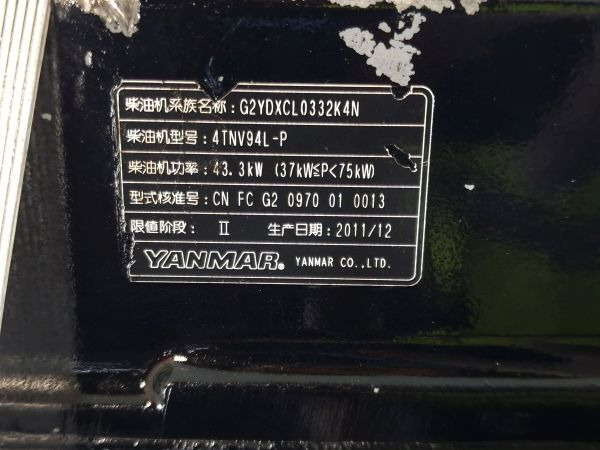 柴油机系族名称: G2YDXCL0332K4N
柴油机型号: 4TNV94L-P
柴油机功率: 43.3kW (37kW≤P<75kW)
型式核准号: CN FC G2 0970 01 0013
限值阶段: II 生产日期: 2011/12
YANMAR® YANMAR CO.,LTD.